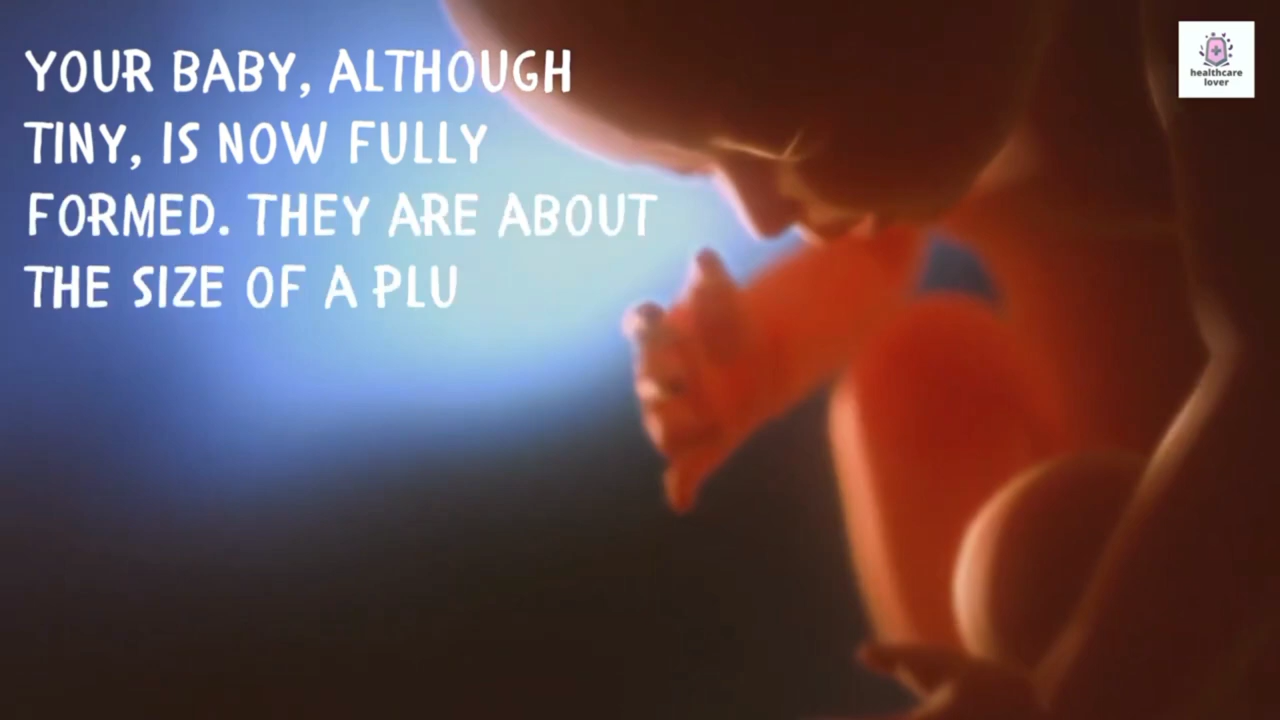 YOUR BABY, ALTHOUGH
TINY, IS NOW FULLY
FORMED. THEY ARE ABOUT
THE SIZE OF A PLU
healthcare
lover